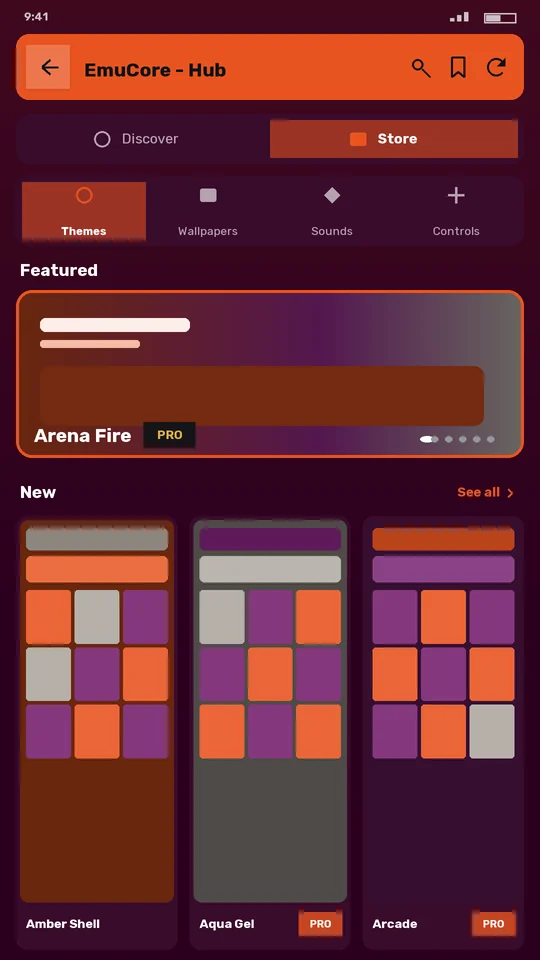 9:41
EmuCore - Hub
Discover
Store
Themes
Wallpapers
Sounds
Controls
Featured
Arena Fire
PRO
New
See all
Amber Shell
Aqua Gel
PRO
Arcade
PRO